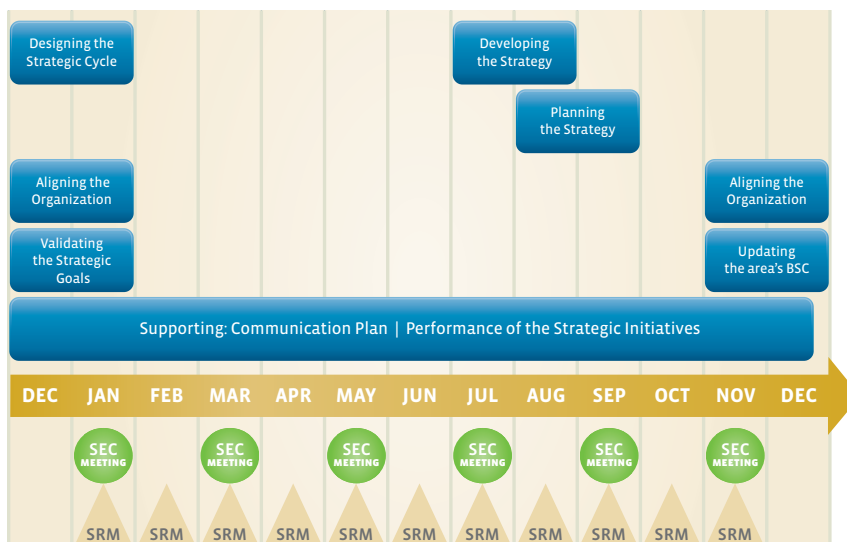 Designing the
Strategic Cycle
Developing
the Strategy
Planning
the Strategy
Aligning the
Organization
Aligning the
Organization
Validating
the Strategic
Goals
Updating
the area's BSC
Supporting: Communication Plan | Performance of the Strategic Initiatives
DEC JAN FEB MAR APR MAY JUN JUL AUG SEP OCT NOV DEC
SEC
MEETING
SEC
MEETING
SEC
MEETING
SEC
MEETING
SEC
MEETING
SEC
MEETING
SRM SRM SRM SRM SRM SRM SRM SRM SRM SRM SRM